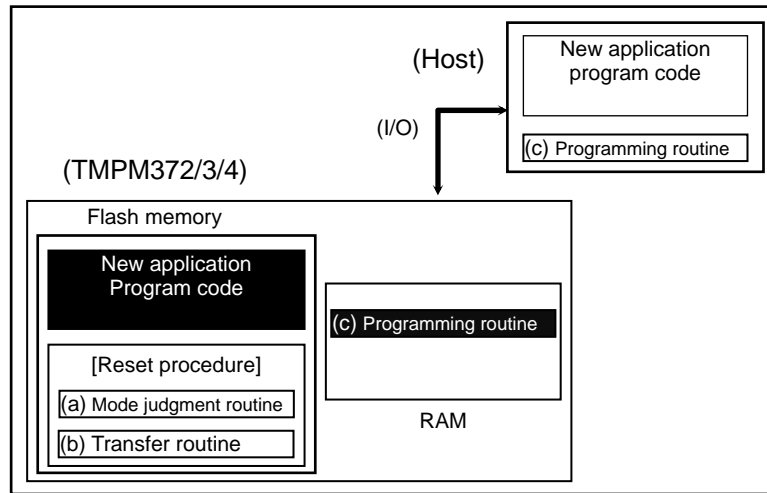 (Host)
New application
program code
(c) Programming routine
(I/O)
(TMPM372/3/4)
Flash memory
New application
Program code
[Reset procedure]
(a) Mode judgment routine
(b) Transfer routine
(c) Programming routine
RAM